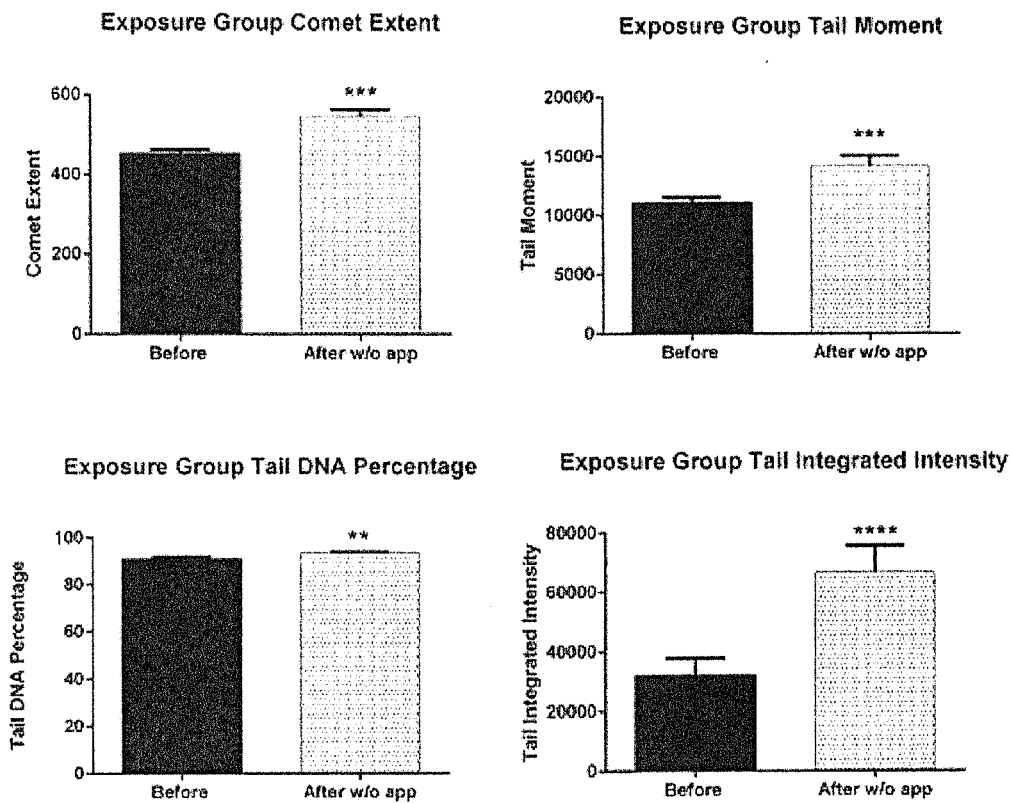 Exposure Group Comet Extent
Comet Extent
600
400
200
0
***
Before
After w/o app
Exposure Group Tail Moment
Tail Moment
20000
15000
10000
5000
0
***
Before
After w/o app
Exposure Group Tail DNA Percentage
Tail DNA Percentage
100
80
60
40
20
0
**
Before
After w/o app
Exposure Group Tail Integrated Intensity
Tail Integrated Intensity
80000
60000
40000
20000
0
****
Before
After w/o app